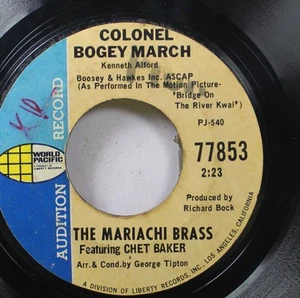 COLONEL
BOGEY MARCH
Kenneth Alford
Boosey & Hawkes Inc. ASCAP
(As Performed In The Motion Picture-
"Bridge On
The River Kwai")
PJ-540
77853
2:23
Produced by
Richard Bock
AUDITION RECORD
WORLD
PACIFIC
THE MARIACHI BRASS
Featuring CHET BAKER
Arr. & Cond. by George Tipton
A DIVISION OF LIBERTY RECORDS, INC., LOS ANGELES, CALIFORNIA